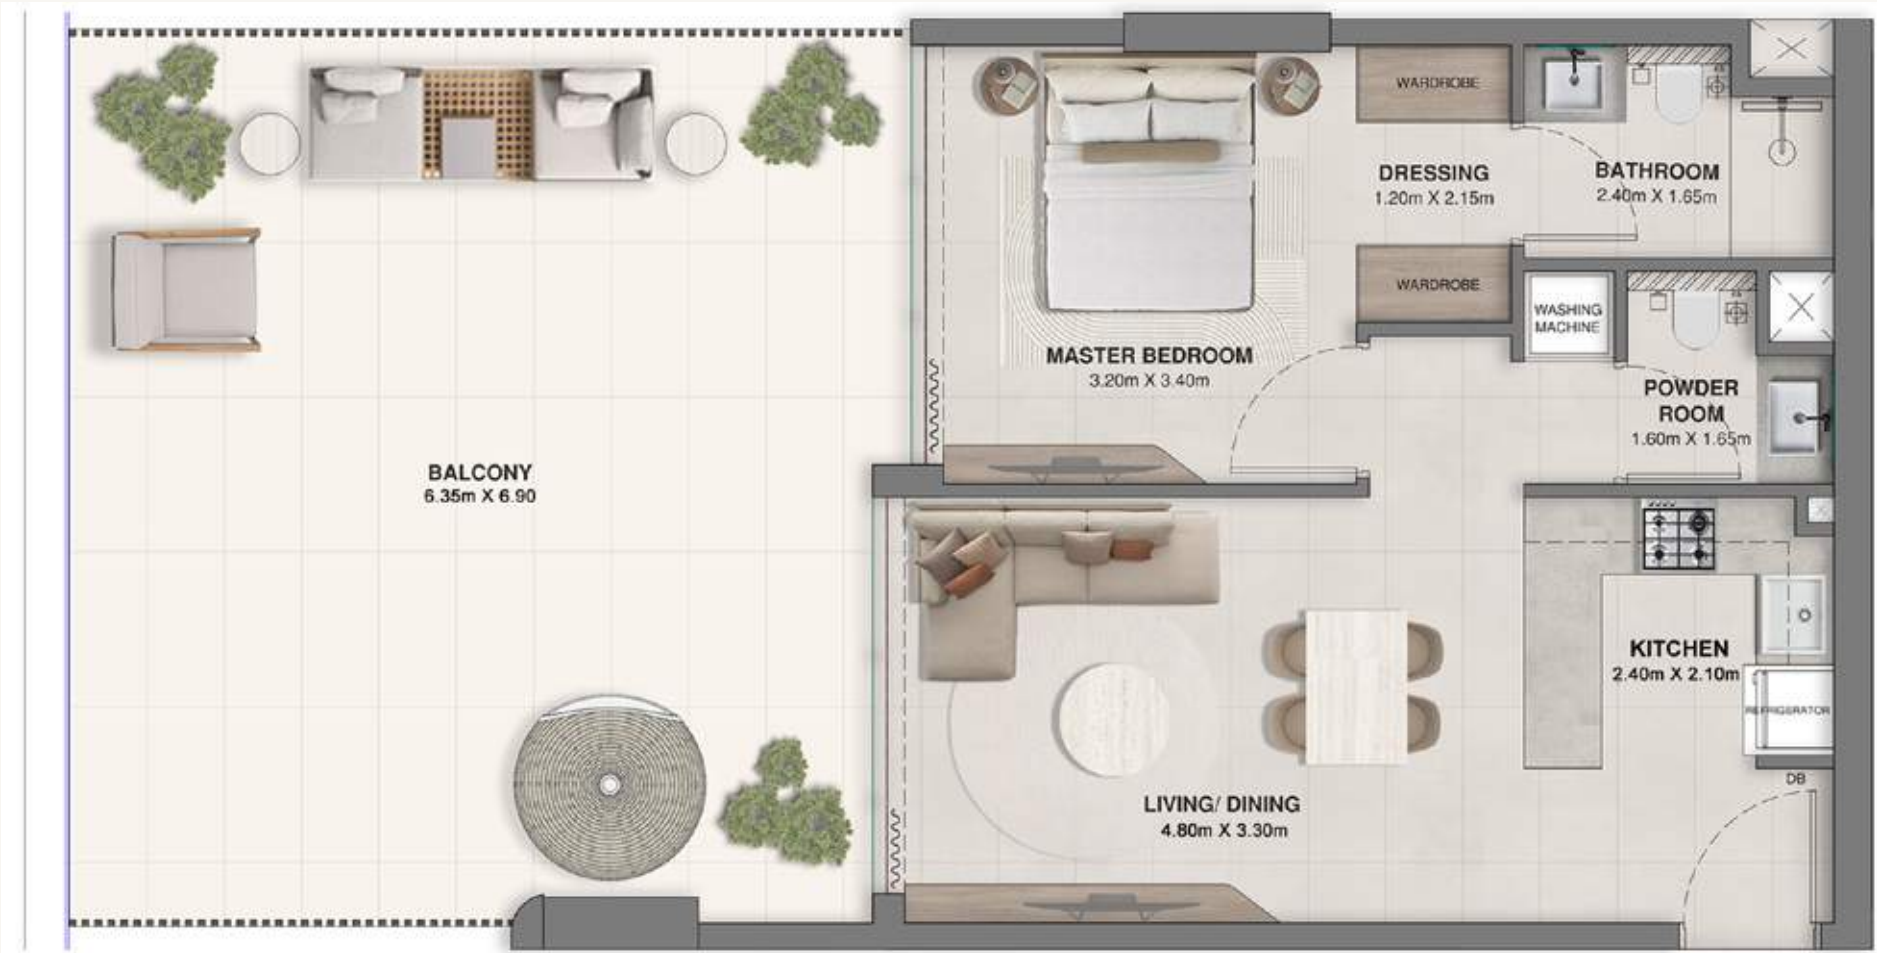 WARDROBE
DRESSING
1.20m X 2.15m
BATHROOM
2.40m X 1.65m
WARDROBE
WASHING
MACHINE
MASTER BEDROOM
3.20m X 3.40m
POWDER
ROOM
1.60m X 1.65m
BALCONY
6.35m X 6.90
KITCHEN
2.40m X 2.10m
REFRIGERATOR
DB
LIVING/ DINING
4.80m X 3.30m